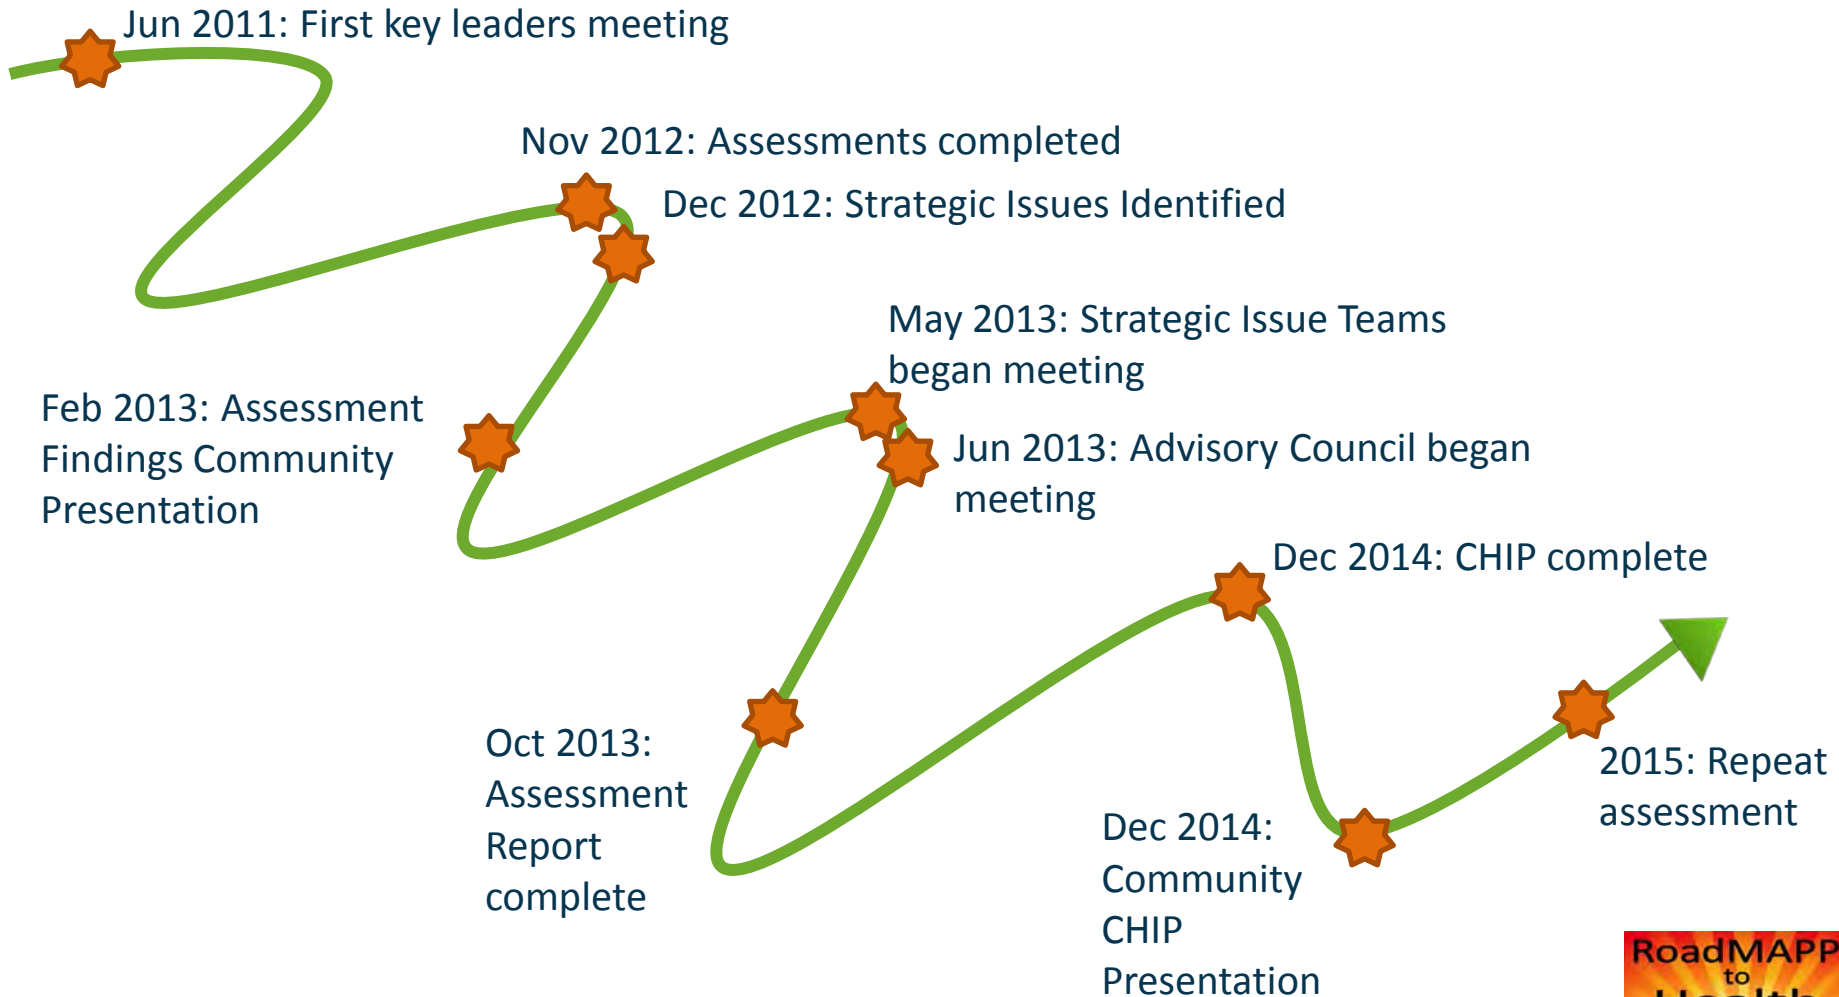 Jun 2011: First key leaders meeting
Nov 2012: Assessments completed
Dec 2012: Strategic Issues Identified
May 2013: Strategic Issue Teams
began meeting
Feb 2013: Assessment
Findings Community
Presentation
Jun 2013: Advisory Council began
meeting
Dec 2014: CHIP complete
Oct 2013:
Assessment
Report
complete
2015: Repeat
assessment
Dec 2014:
Community
CHIP
Presentation
RoadMAPP
to
Health